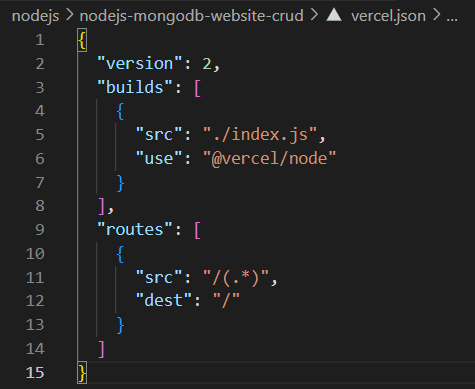 nodejs > nodejs-mongodb-website-crud > vercel.json > ...
1 {
2 "version": 2,
3 "builds": [
4 {
5 "src": "./index.js",
6 "use": "@vercel/node"
7 }
8 ],
9 "routes": [
10 {
11 "src": "/(.*)",
12 "dest": "/"
13 }
14 ]
15 }